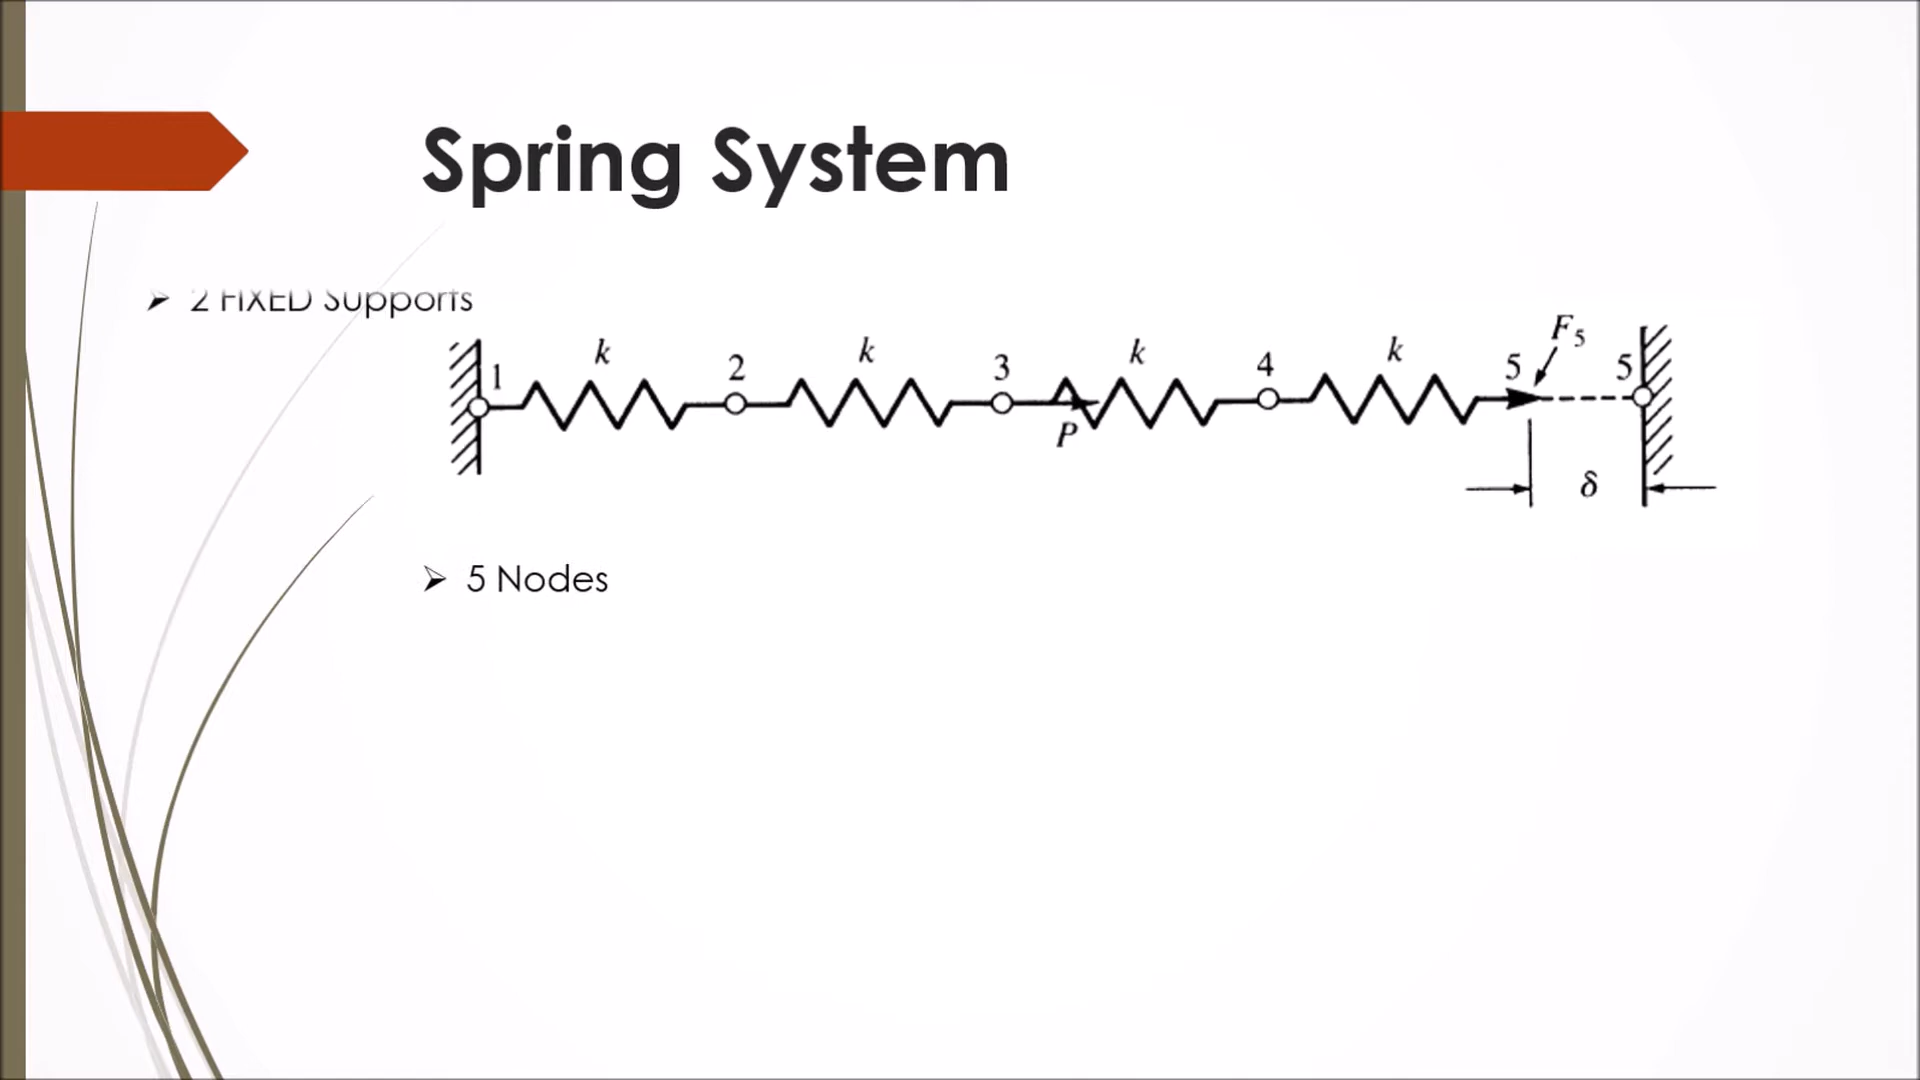 Spring System
2 FIXED Supports
F5
k k k k
1 2 3 4 5 5
P
δ
5 Nodes